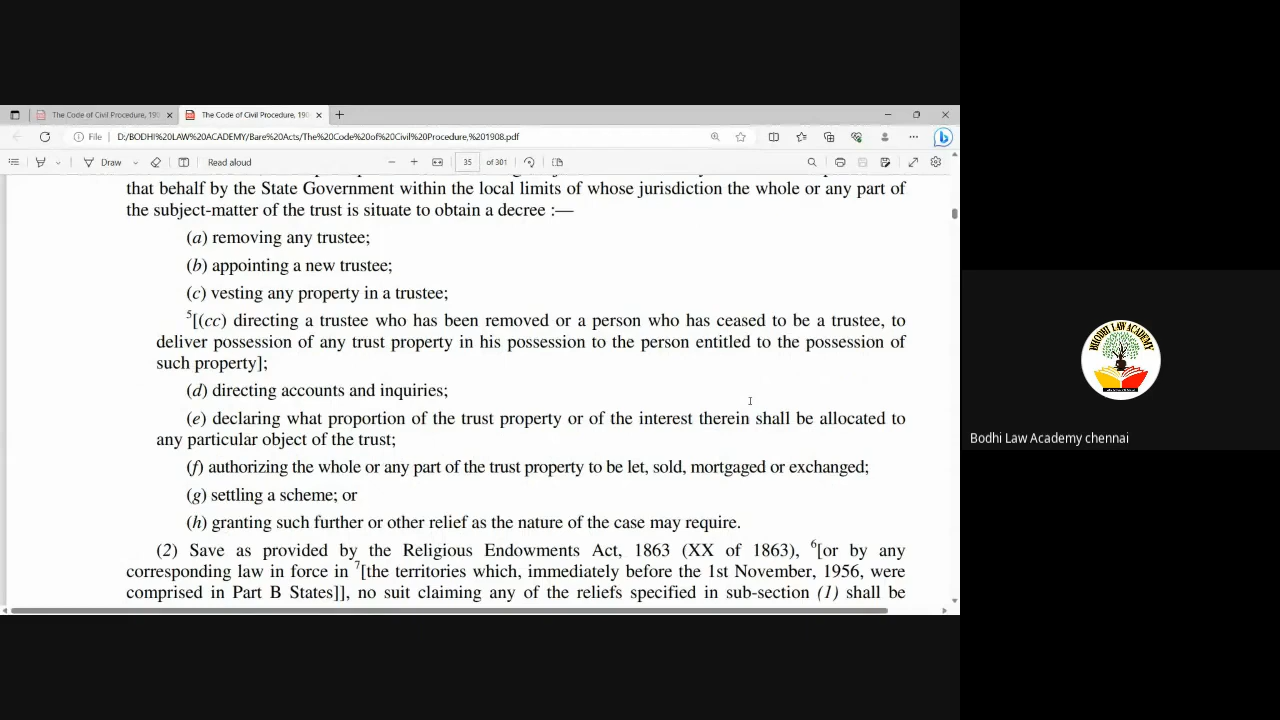 The Code of Civil Procedure, 190
The Code of Civil Procedure, 190
File
D:/BODHI%20LAW%20ACADEMY/Bare%20Acts/The%20Code%20of%20Civil%20Procedure,%201908.pdf
Draw
Read aloud
35
of 301
that behalf by the State Government within the local limits of whose jurisdiction the whole or any part of
the subject-matter of the trust is situate to obtain a decree :—
(a) removing any trustee;
(b) appointing a new trustee;
(c) vesting any property in a trustee;
5[(cc) directing a trustee who has been removed or a person who has ceased to be a trustee, to
deliver possession of any trust property in his possession to the person entitled to the possession of
such property];
(d) directing accounts and inquiries;
(e) declaring what proportion of the trust property or of the interest therein shall be allocated to
any particular object of the trust;
(f) authorizing the whole or any part of the trust property to be let, sold, mortgaged or exchanged;
(g) settling a scheme; or
(h) granting such further or other relief as the nature of the case may require.
(2) Save as provided by the Religious Endowments Act, 1863 (XX of 1863), 6[or by any
corresponding law in force in 7[the territories which, immediately before the 1st November, 1956, were
comprised in Part B States]], no suit claiming any of the reliefs specified in sub-section (1) shall be
BHODHI LAW ACADEMY
Bodhi Law Academy chennai